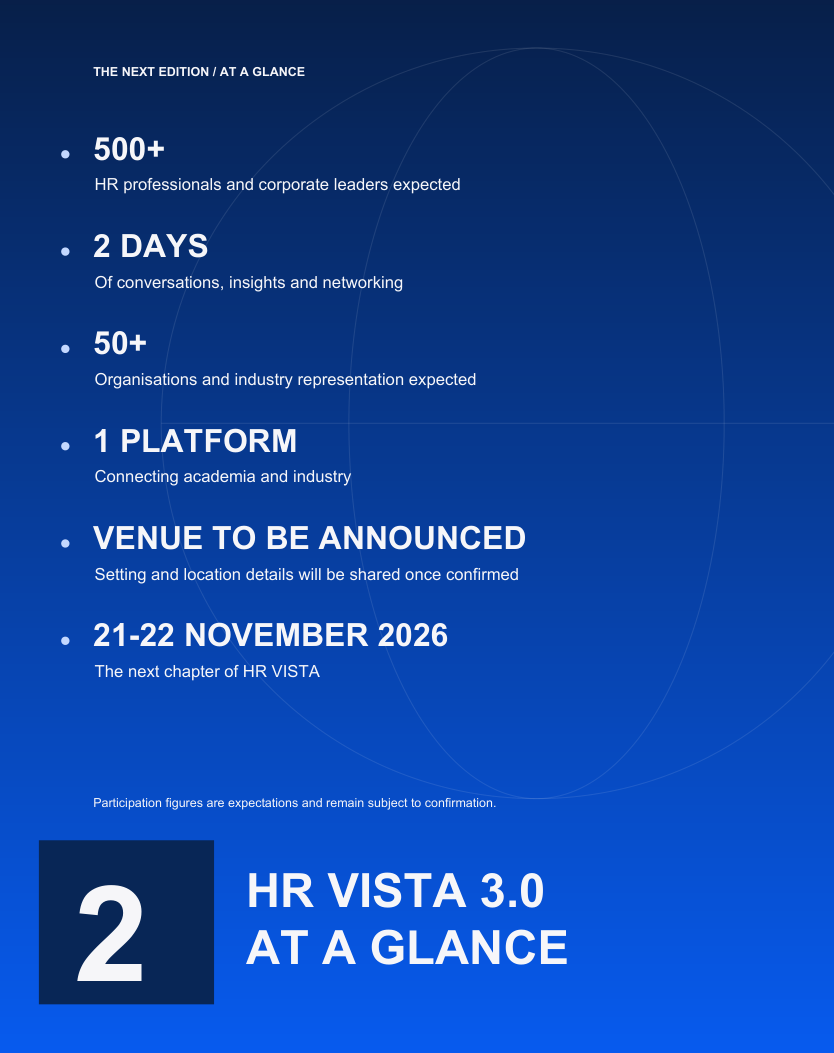 THE NEXT EDITION / AT A GLANCE
500+
HR professionals and corporate leaders expected
2 DAYS
Of conversations, insights and networking
50+
Organisations and industry representation expected
1 PLATFORM
Connecting academia and industry
VENUE TO BE ANNOUNCED
Setting and location details will be shared once confirmed
21-22 NOVEMBER 2026
The next chapter of HR VISTA
Participation figures are expectations and remain subject to confirmation.
2
HR VISTA 3.0
AT A GLANCE